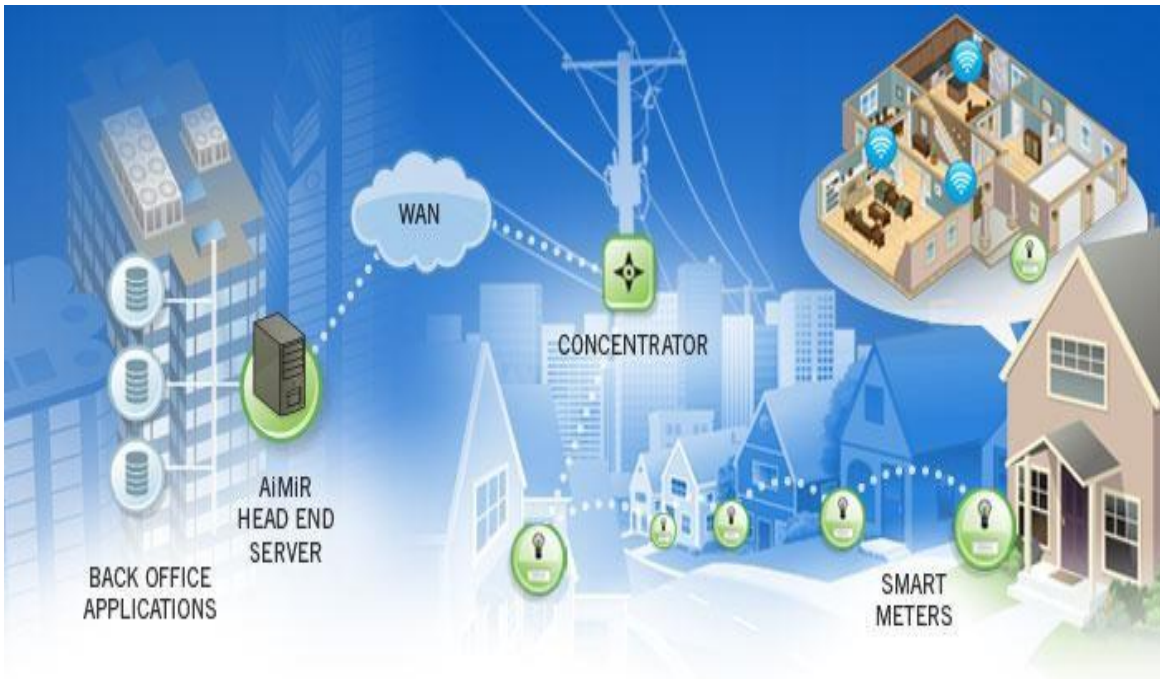 WAN
CONCENTRATOR
AiMiR
HEAD END
SERVER
BACK OFFICE
APPLICATIONS
SMART
METERS